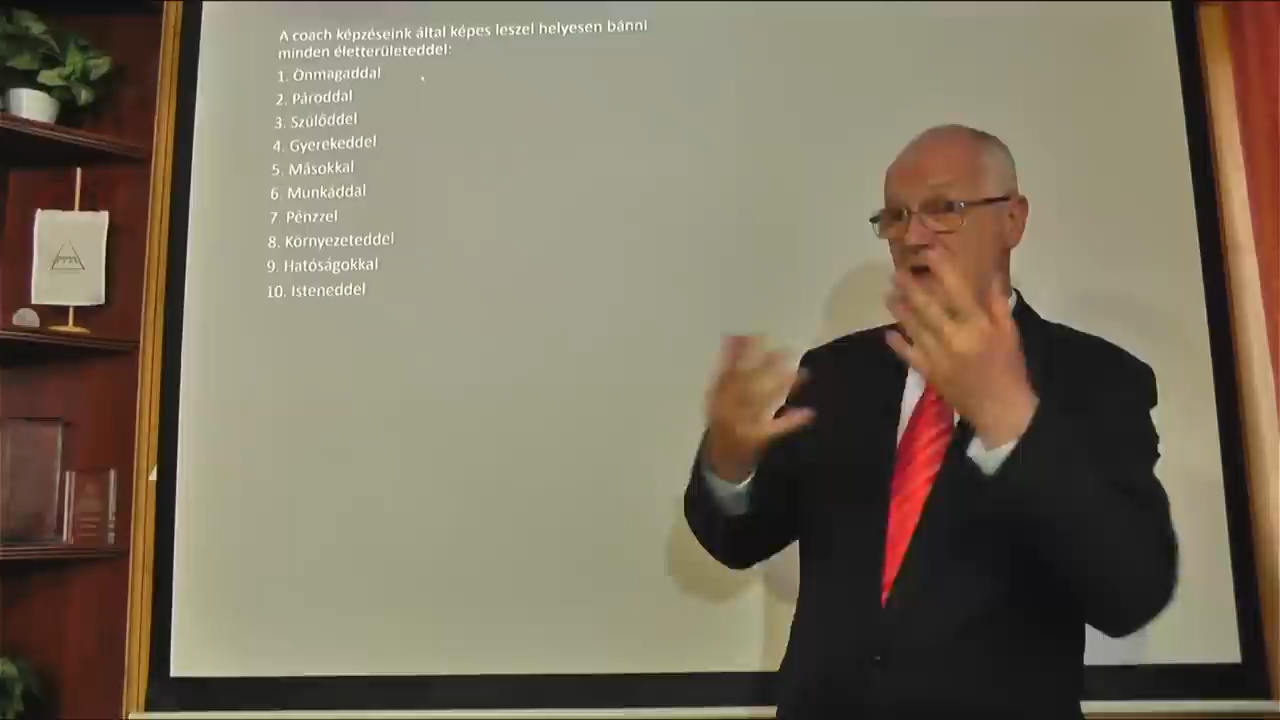 A coach képzéseink által képes leszel helyesen bánni
minden életterületeddel:
1. Önmagaddal
2. Pároddal
3. Szülőddel
4. Gyerekeddel
5. Másokkal
6. Munkáddal
7. Pénzzel
8. Környezeteddel
9. Hatóságokkal
10. Isteneddel